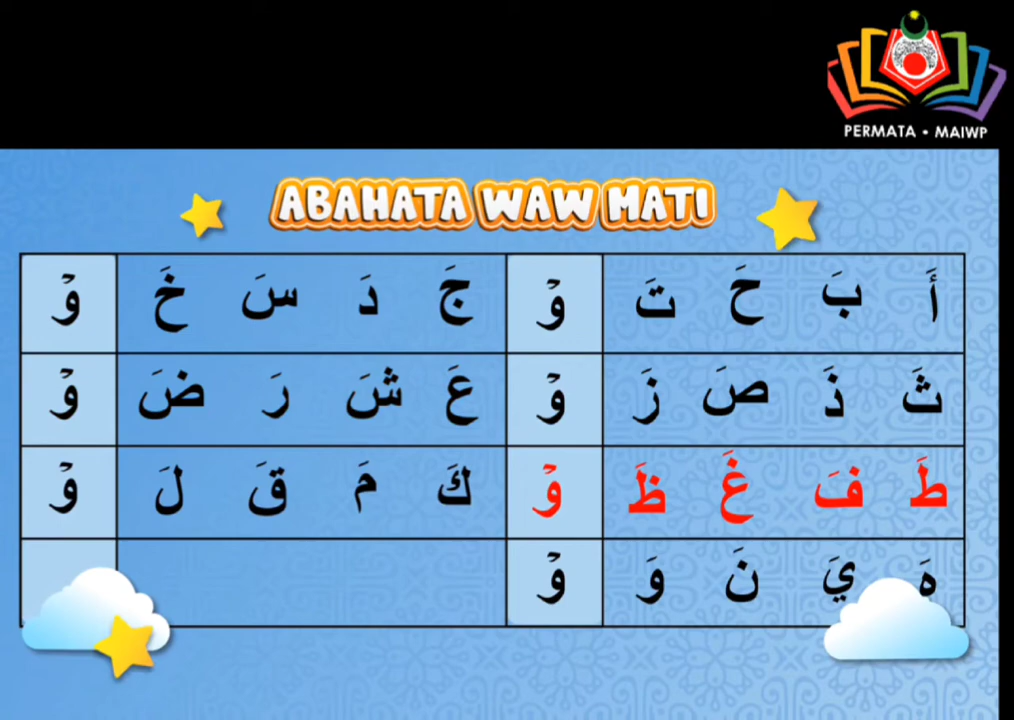 PERMATA • MAIWP
ABAHATA WAW MATI
أَ بَ حَ تَ وْ جَ دَ سَ خَ وْ
ثَ ذَ صَ زَ وْ عَ شَ رَ ضَ وْ
طَ فَ غَ ظَ وْ كَ مَ قَ لَ وْ
هَ يَ نَ وَ وْ